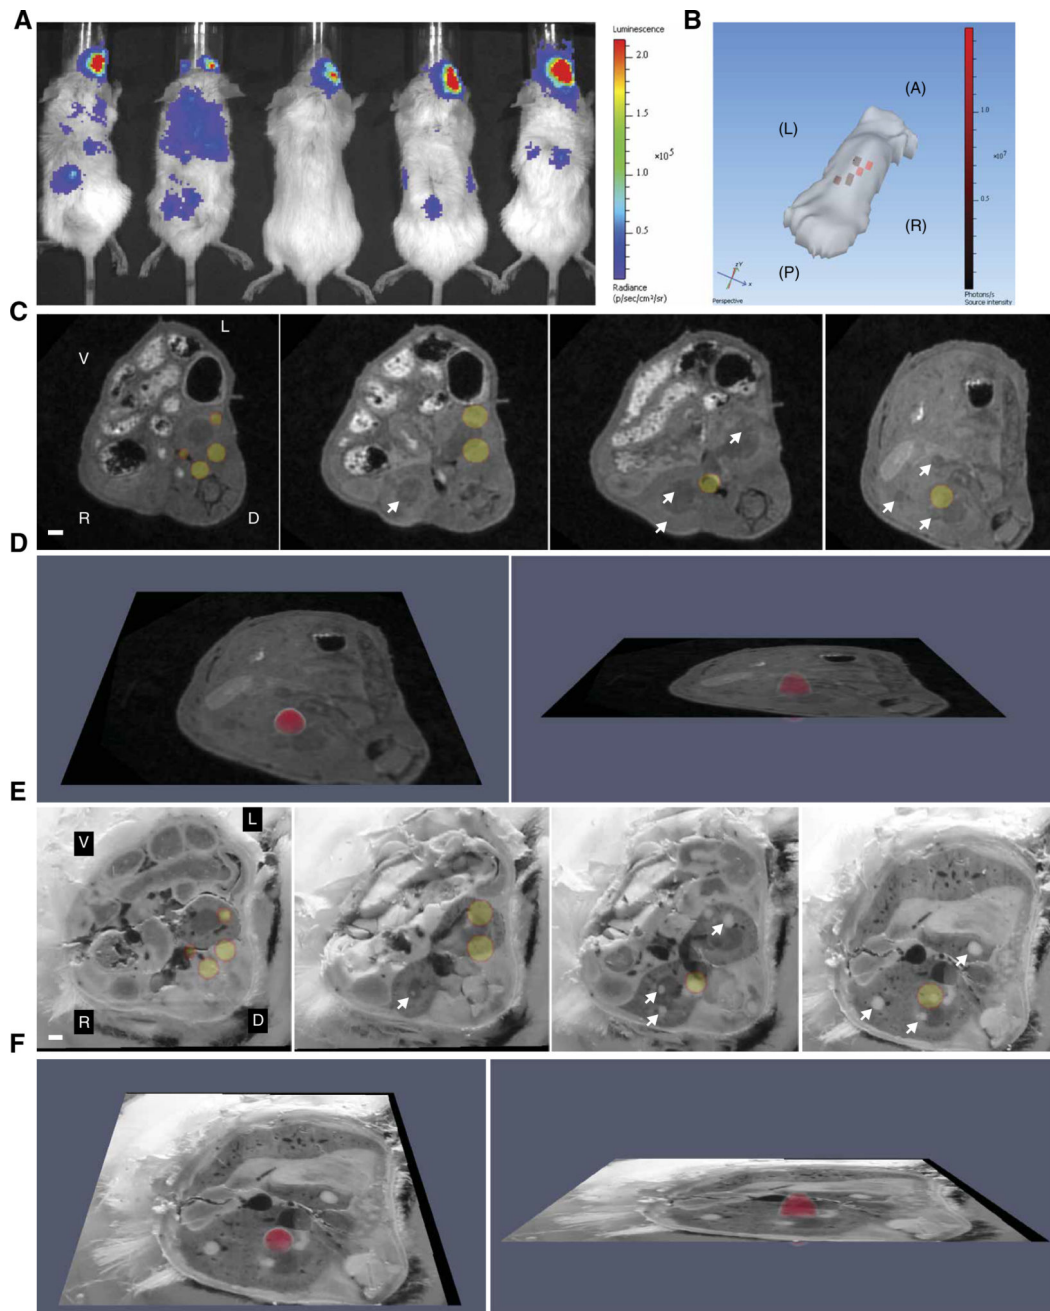 A
Luminescence
2.0
1.5
×10⁵
1.0
0.5
Radiance
(p/sec/cm²/sr)
B
(A)
(L)
(R)
(P)
Perspective
1.0
×10⁷
0.5
Photons/s
Source intensity
C
L
V
R
D
D
E
V
L
R
D
F